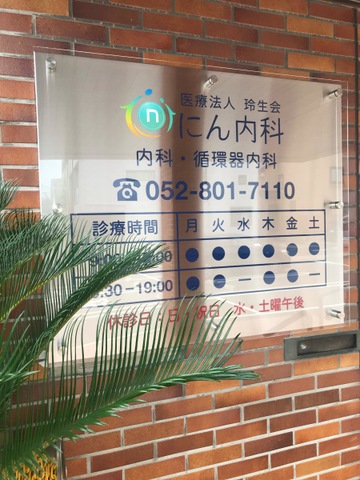 医療法人 玲生会
n にん内科
内科・循環器内科
☎052-801-7110
診療時間 月 火 水 木 金 土
● ● ● ● ● ●
:30－19:00 ● ● － ● ● －
休診日：日・祝日・水・土曜午後